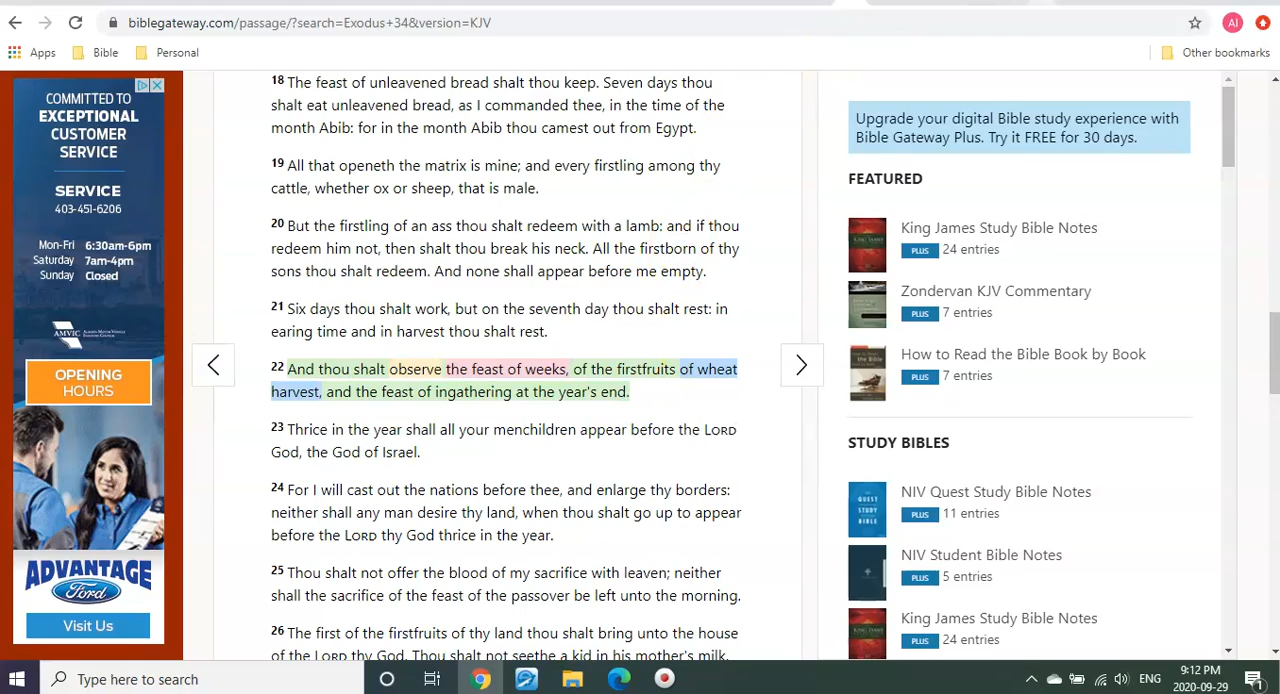 biblegateway.com/passage/?search=Exodus+34&version=KJV
AI
Apps
Bible
Personal
Other bookmarks
COMMITTED TO
EXCEPTIONAL
CUSTOMER
SERVICE
SERVICE
403-451-6206
Mon-Fri 6:30am-6pm
Saturday 7am-4pm
Sunday Closed
AMVIC
OPENING
HOURS
ADVANTAGE
Ford
Visit Us
18 The feast of unleavened bread shalt thou keep. Seven days thou
shalt eat unleavened bread, as I commanded thee, in the time of the
month Abib: for in the month Abib thou camest out from Egypt.
19 All that openeth the matrix is mine; and every firstling among thy
cattle, whether ox or sheep, that is male.
20 But the firstling of an ass thou shalt redeem with a lamb: and if thou
redeem him not, then shalt thou break his neck. All the firstborn of thy
sons thou shalt redeem. And none shall appear before me empty.
21 Six days thou shalt work, but on the seventh day thou shalt rest: in
earing time and in harvest thou shalt rest.
22 And thou shalt observe the feast of weeks, of the firstfruits of wheat
harvest, and the feast of ingathering at the year's end.
23 Thrice in the year shall all your menchildren appear before the LORD
God, the God of Israel.
24 For I will cast out the nations before thee, and enlarge thy borders:
neither shall any man desire thy land, when thou shalt go up to appear
before the LORD thy God thrice in the year.
25 Thou shalt not offer the blood of my sacrifice with leaven; neither
shall the sacrifice of the feast of the passover be left unto the morning.
26 The first of the firstfruits of thy land thou shalt bring unto the house
of the LORD thy God. Thou shalt not seethe a kid in his mother's milk.
Upgrade your digital Bible study experience with
Bible Gateway Plus. Try it FREE for 30 days.
FEATURED
King James Study Bible Notes
PLUS 24 entries
Zondervan KJV Commentary
PLUS 7 entries
How to Read the Bible Book by Book
PLUS 7 entries
STUDY BIBLES
NIV Quest Study Bible Notes
PLUS 11 entries
NIV Student Bible Notes
PLUS 5 entries
King James Study Bible Notes
PLUS 24 entries
Type here to search
ENG
9:12 PM
2020-09-29
1